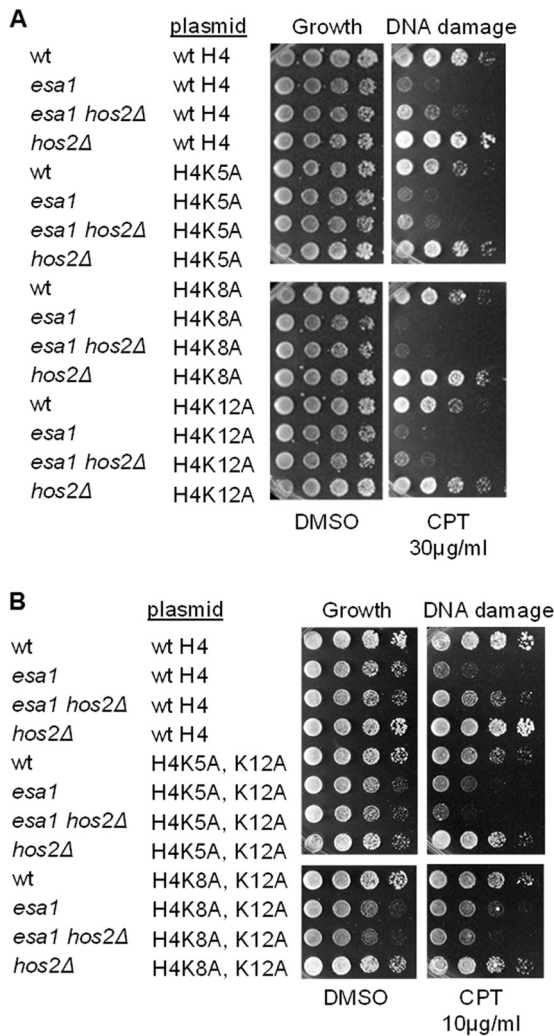 A
plasmid Growth DNA damage
wt wt H4
esa1 wt H4
esa1 hos2Δ wt H4
hos2Δ wt H4
wt H4K5A
esa1 H4K5A
esa1 hos2Δ H4K5A
hos2Δ H4K5A
wt H4K8A
esa1 H4K8A
esa1 hos2Δ H4K8A
hos2Δ H4K8A
wt H4K12A
esa1 H4K12A
esa1 hos2Δ H4K12A
hos2Δ H4K12A
DMSO CPT
30µg/ml
B
plasmid Growth DNA damage
wt wt H4
esa1 wt H4
esa1 hos2Δ wt H4
hos2Δ wt H4
wt H4K5A, K12A
esa1 H4K5A, K12A
esa1 hos2Δ H4K5A, K12A
hos2Δ H4K5A, K12A
wt H4K8A, K12A
esa1 H4K8A, K12A
esa1 hos2Δ H4K8A, K12A
hos2Δ H4K8A, K12A
DMSO CPT
10µg/ml